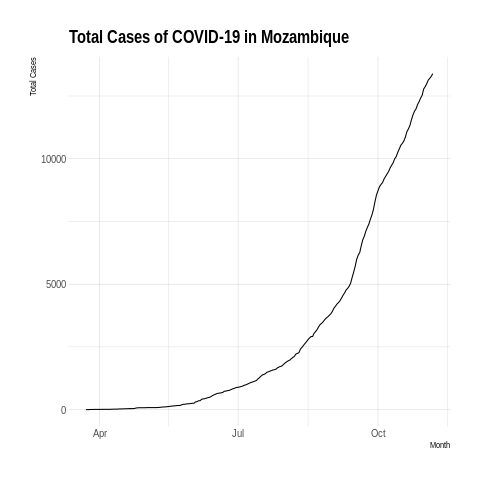 Total Cases of COVID-19 in Mozambique
Total Cases
10000
5000
0
Apr Jul Oct
Month